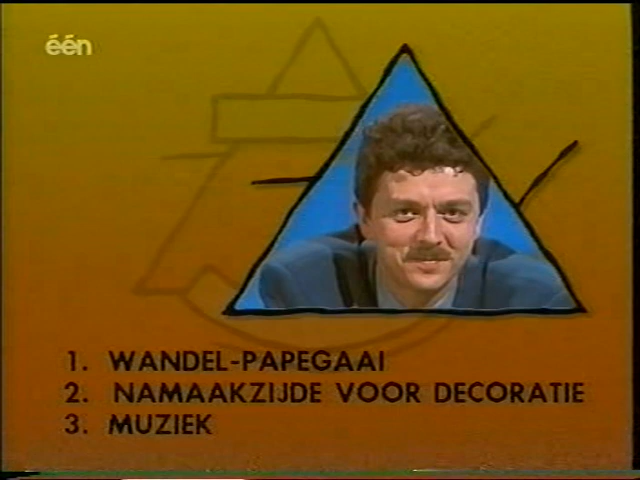 één
1. WANDEL-PAPEGAAI
2. NAMAAKZIJDE VOOR DECORATIE
3. MUZIEK